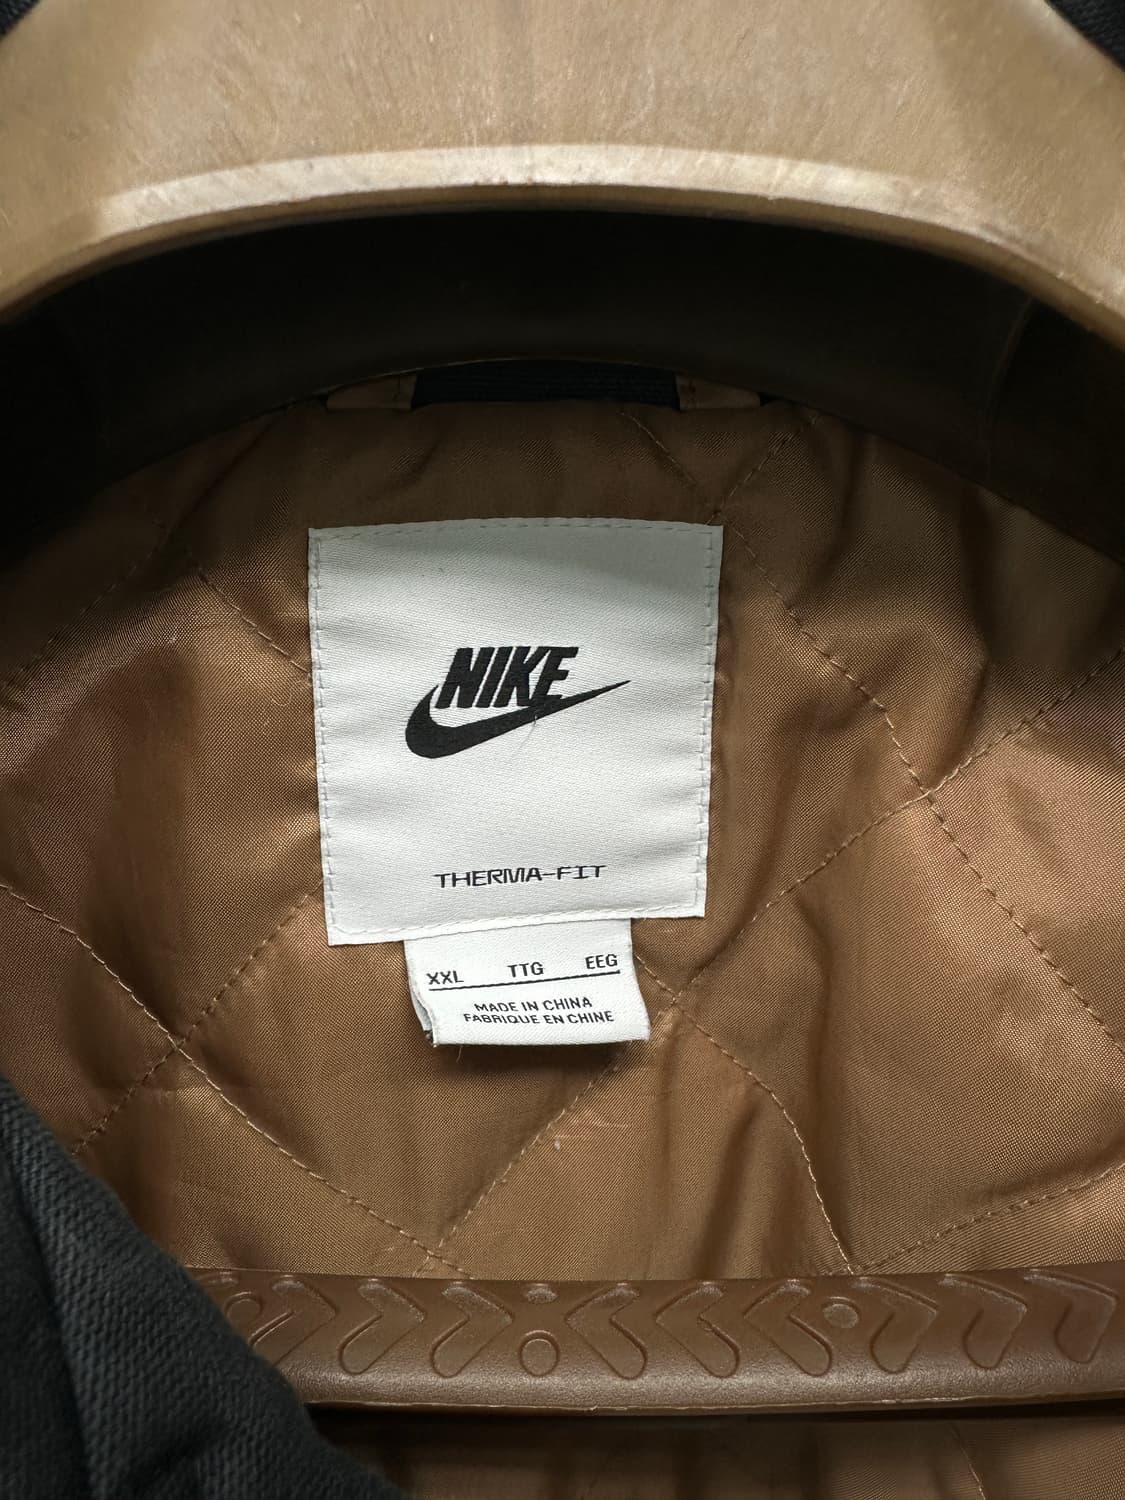 NIKE
THERMA-FIT
XXL TTG EEG
MADE IN CHINA
FABRIQUE EN CHINE